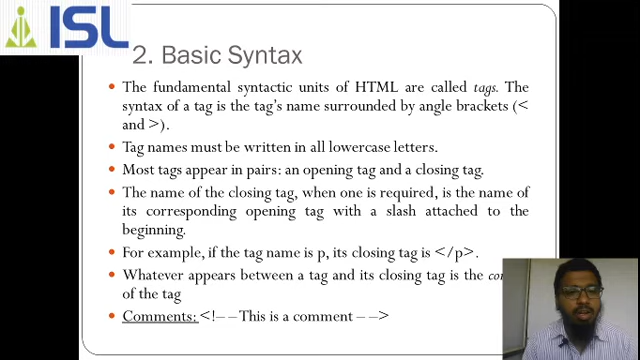 ISL
2. Basic Syntax
• The fundamental syntactic units of HTML are called tags. The
syntax of a tag is the tag's name surrounded by angle brackets (<
and >).
• Tag names must be written in all lowercase letters.
• Most tags appear in pairs: an opening tag and a closing tag.
• The name of the closing tag, when one is required, is the name of
its corresponding opening tag with a slash attached to the
beginning.
• For example, if the tag name is p, its closing tag is </p>.
• Whatever appears between a tag and its closing tag is the
of the tag
• Comments: <!--This is a comment -->